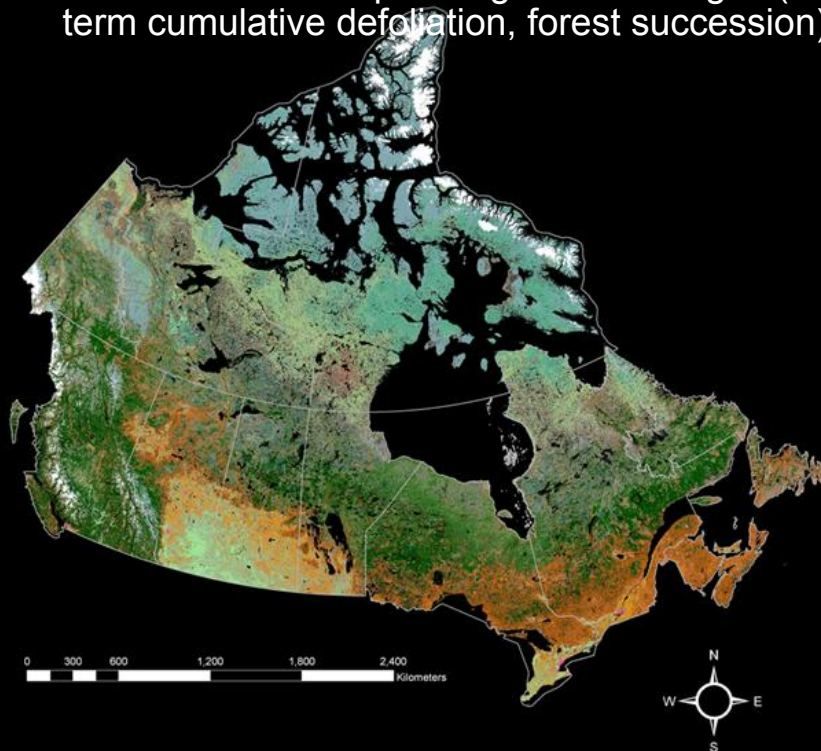 term cumulative defoliation, forest succession)
0 300 600 1,200 1,800 2,400
Kilometers
N
W E
S